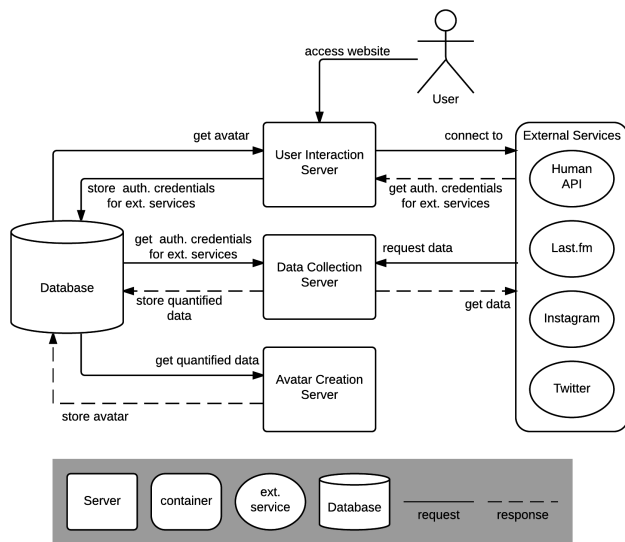 access website
User
get avatar
User Interaction
Server
connect to
External Services
store auth. credentials
for ext. services
get auth. credentials
for ext. services
Human
API
get auth. credentials
for ext. services
Data Collection
Server
request data
Last.fm
Database
store quantified
data
get data
Instagram
get quantified data
Avatar Creation
Server
Twitter
store avatar
Server
container
ext.
service
Database
request
response